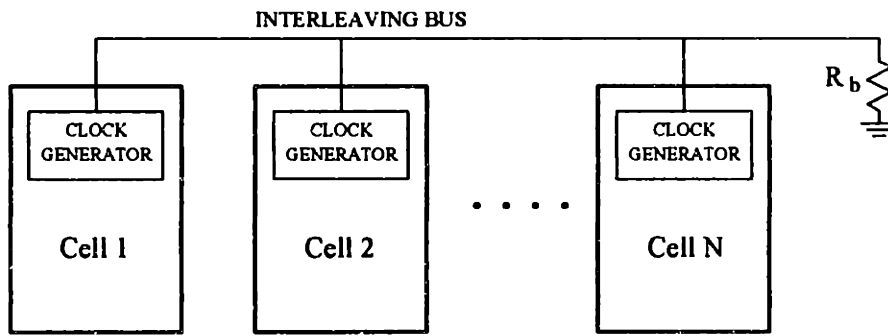 INTERLEAVING BUS
R b
CLOCK
GENERATOR
CLOCK
GENERATOR
CLOCK
GENERATOR
. . . .
Cell 1
Cell 2
Cell N